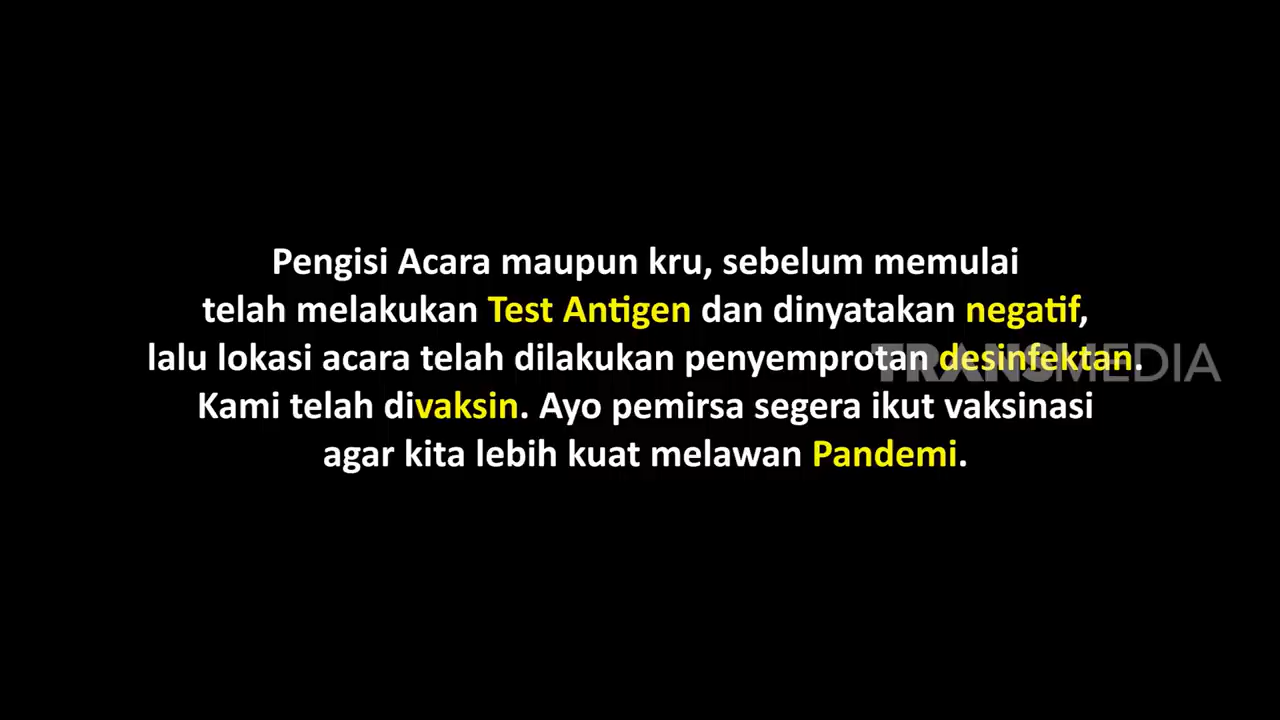 Pengisi Acara maupun kru, sebelum memulai
telah melakukan Test Antigen dan dinyatakan negatif,
lalu lokasi acara telah dilakukan penyemprotan desinfektan.
TRANSMEDIA
Kami telah divaksin. Ayo pemirsa segera ikut vaksinasi
agar kita lebih kuat melawan Pandemi.